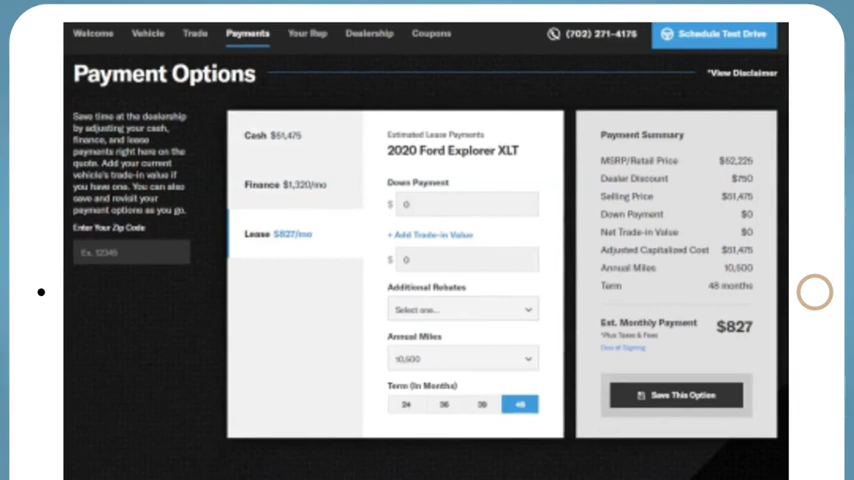 Welcome Vehicle Trade Payments Your Rep Dealership Coupons (702) 271-4175 Schedule Test Drive
Payment Options
*View Disclaimer
Save time at the dealership
by adjusting your cash,
finance, and lease
payments right here on the
quote. Add your current
vehicle's trade-in value if
you have one. You can also
save and revisit your
payment options as you go.
Enter Your Zip Code
Ex. 12345
Cash $51,475
Finance $1,320/mo
Lease $827/mo
Estimated Lease Payments
2020 Ford Explorer XLT
Down Payment
$ 0
+ Add Trade-in Value
$ 0
Additional Rebates
Select one...
Annual Miles
10,500
Term (In Months)
24 36 39 48
Payment Summary
MSRP/Retail Price $52,225
Dealer Discount $750
Selling Price $51,475
Down Payment $0
Net Trade-in Value $0
Adjusted Capitalized Cost $51,475
Annual Miles 10,500
Term 48 months
Est. Monthly Payment $827
*Plus Taxes & Fees
Due at Signing
Save This Option